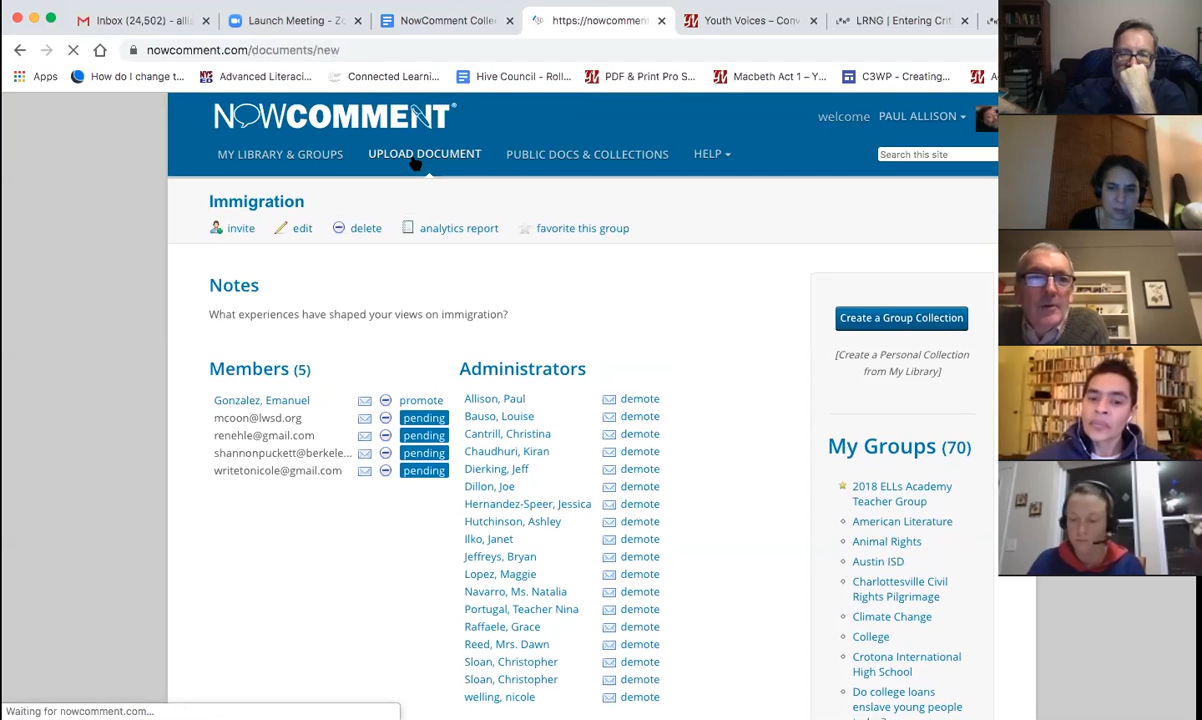 Inbox (24,502) - alli
Launch Meeting - Zo
NowComment Colle
https://nowcommen
Youth Voices – Conv
LRNG | Entering Crit
nowcomment.com/documents/new
Apps
How do I change t...
Advanced Literaci...
Connected Learnin...
Hive Council - Roll...
PDF & Print Pro S...
Macbeth Act 1 – Y...
C3WP - Creating...
NOWCOMMENT®
welcome PAUL ALLISON
MY LIBRARY & GROUPS
UPLOAD DOCUMENT
PUBLIC DOCS & COLLECTIONS
HELP
Search this site
Immigration
invite
edit
delete
analytics report
favorite this group
Notes
What experiences have shaped your views on immigration?
Members (5)
Gonzalez, Emanuel promote
mcoon@lwsd.org pending
renehle@gmail.com pending
shannonpuckett@berkele... pending
writetonicole@gmail.com pending
Administrators
Allison, Paul demote
Bauso, Louise demote
Cantrill, Christina demote
Chaudhuri, Kiran demote
Dierking, Jeff demote
Dillon, Joe demote
Hernandez-Speer, Jessica demote
Hutchinson, Ashley demote
Ilko, Janet demote
Jeffreys, Bryan demote
Lopez, Maggie demote
Navarro, Ms. Natalia demote
Portugal, Teacher Nina demote
Raffaele, Grace demote
Reed, Mrs. Dawn demote
Sloan, Christopher demote
Sloan, Christopher demote
welling, nicole demote
Create a Group Collection
[Create a Personal Collection
from My Library]
My Groups (70)
2018 ELLs Academy
Teacher Group
American Literature
Animal Rights
Austin ISD
Charlottesville Civil
Rights Pilgrimage
Climate Change
College
Crotona International
High School
Do college loans
enslave young people
Waiting for nowcomment.com...